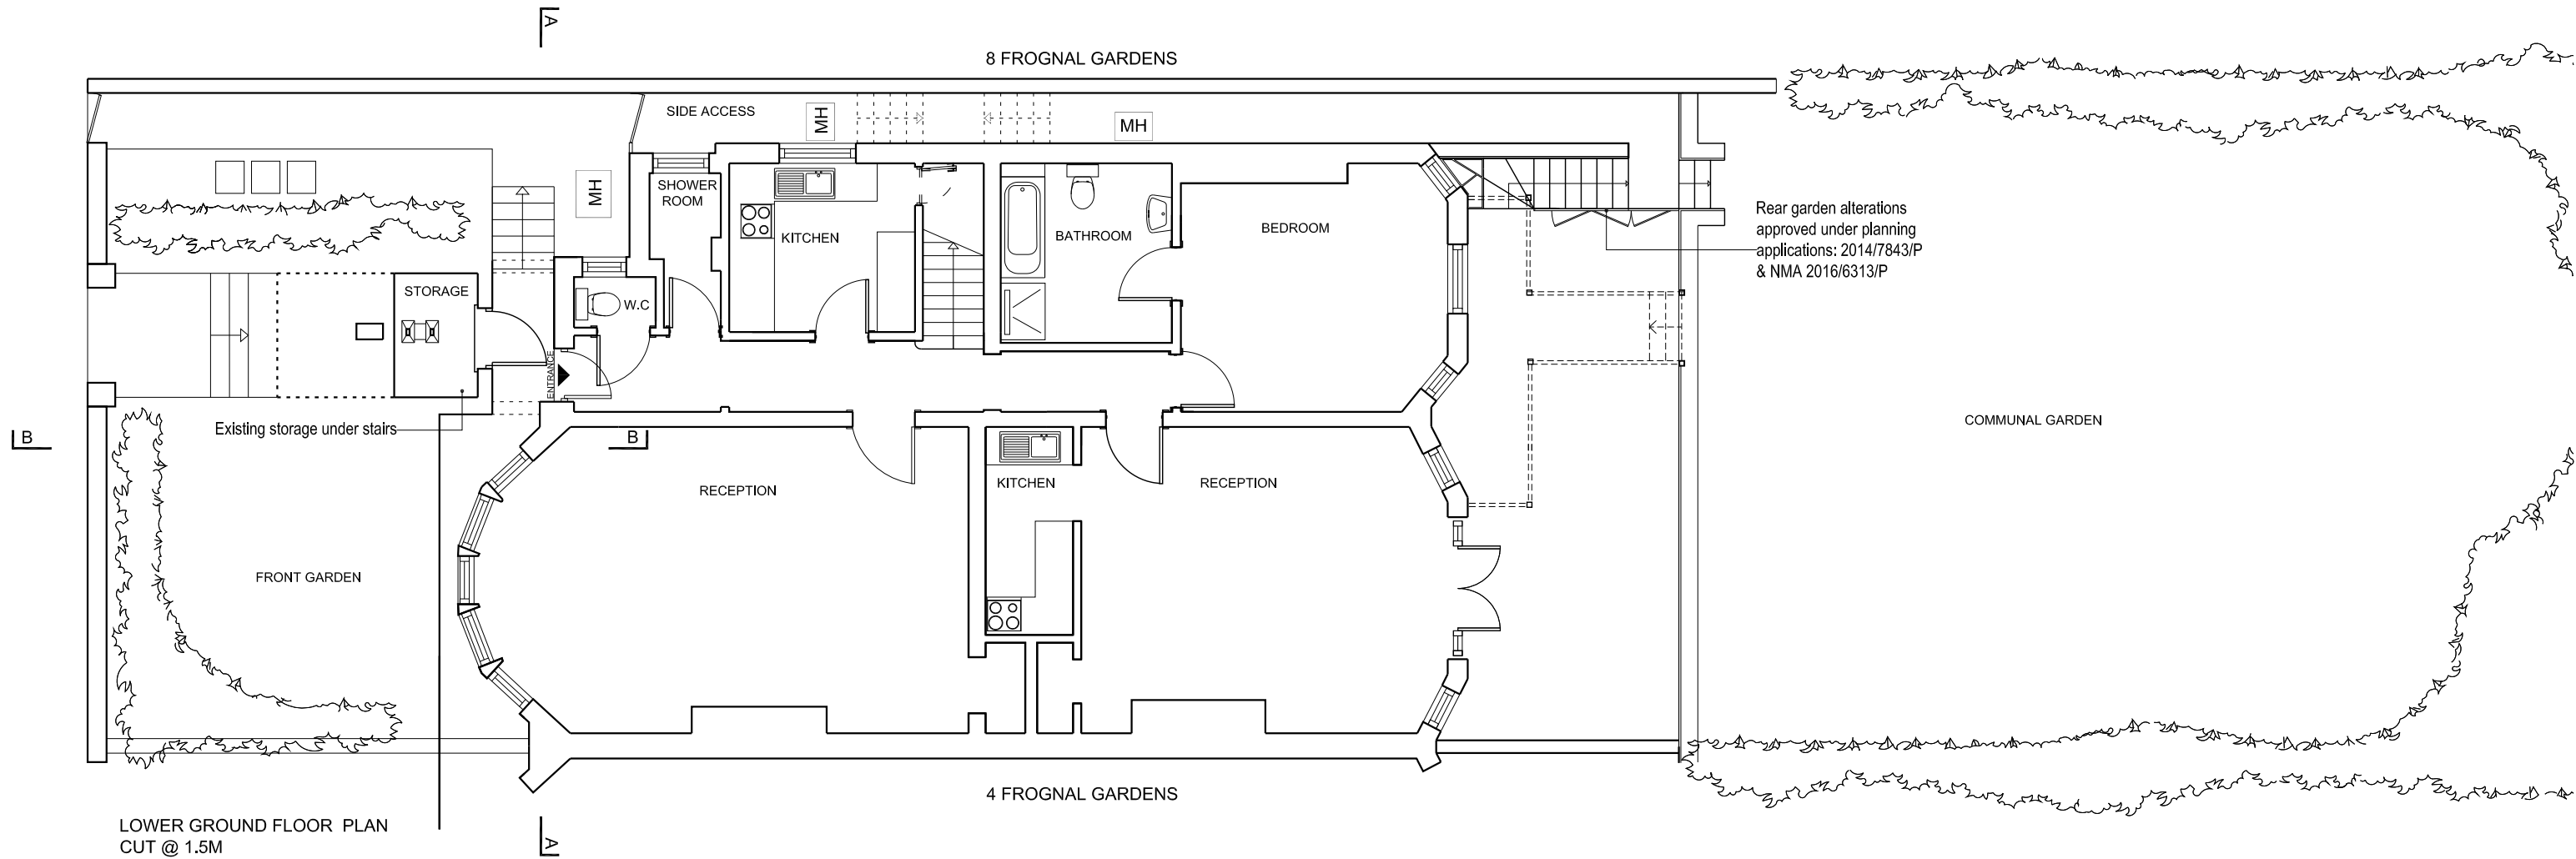 A
8 FROGNAL GARDENS
SIDE ACCESS
MH
MH
MH
SHOWER
ROOM
KITCHEN
BATHROOM
BEDROOM
Rear garden alterations
approved under planning
applications: 2014/7843/P
& NMA 2016/6313/P
STORAGE
W.C
ENTRANCE
Existing storage under stairs
B
B
COMMUNAL GARDEN
RECEPTION
KITCHEN
RECEPTION
FRONT GARDEN
4 FROGNAL GARDENS
LOWER GROUND FLOOR PLAN
CUT @ 1.5M
A